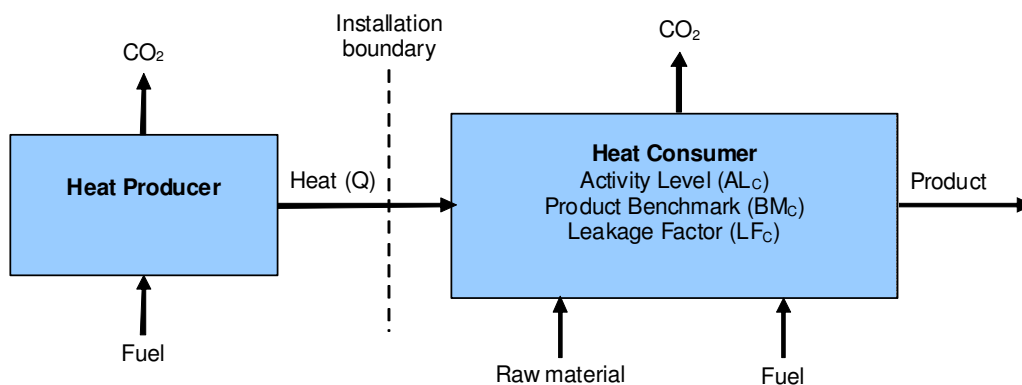 CO₂
Installation
boundary
CO₂
Heat Producer
Heat (Q)
Heat Consumer
Activity Level (ALC)
Product Benchmark (BMC)
Leakage Factor (LFC)
Product
Fuel
Raw material
Fuel